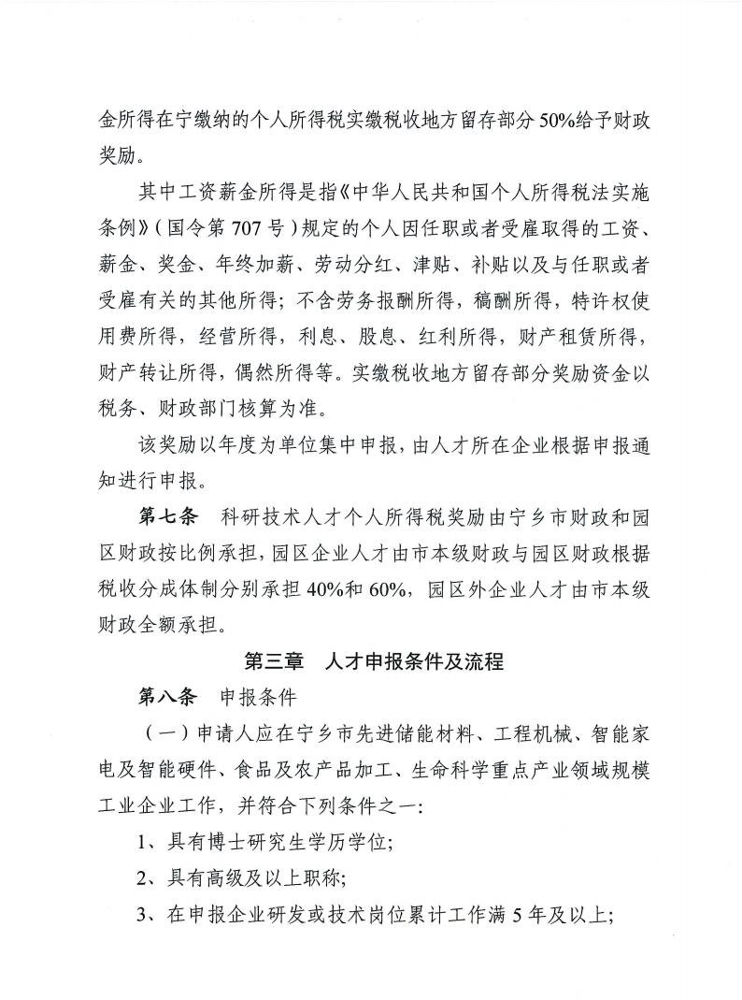 金所得在宁缴纳的个人所得税实缴税收地方留存部分 50%给予财政
奖励。
其中工资薪金所得是指《中华人民共和国个人所得税法实施
条例》（国令第 707 号）规定的个人因任职或者受雇取得的工资、
薪金、奖金、年终加薪、劳动分红、津贴、补贴以及与任职或者
受雇有关的其他所得；不含劳务报酬所得，稿酬所得，特许权使
用费所得，经营所得，利息、股息、红利所得，财产租赁所得，
财产转让所得，偶然所得等。实缴税收地方留存部分奖励资金以
税务、财政部门核算为准。
该奖励以年度为单位集中申报，由人才所在企业根据申报通
知进行申报。
第七条 科研技术人才个人所得税奖励由宁乡市财政和园
区财政按比例承担，园区企业人才由市本级财政与园区财政根据
税收分成体制分别承担 40%和 60%，园区外企业人才由市本级
财政全额承担。
第三章 人才申报条件及流程
第八条 申报条件
（一）申请人应在宁乡市先进储能材料、工程机械、智能家
电及智能硬件、食品及农产品加工、生命科学重点产业领域规模
工业企业工作，并符合下列条件之一：
1、具有博士研究生学历学位；
2、具有高级及以上职称；
3、在申报企业研发或技术岗位累计工作满 5 年及以上；